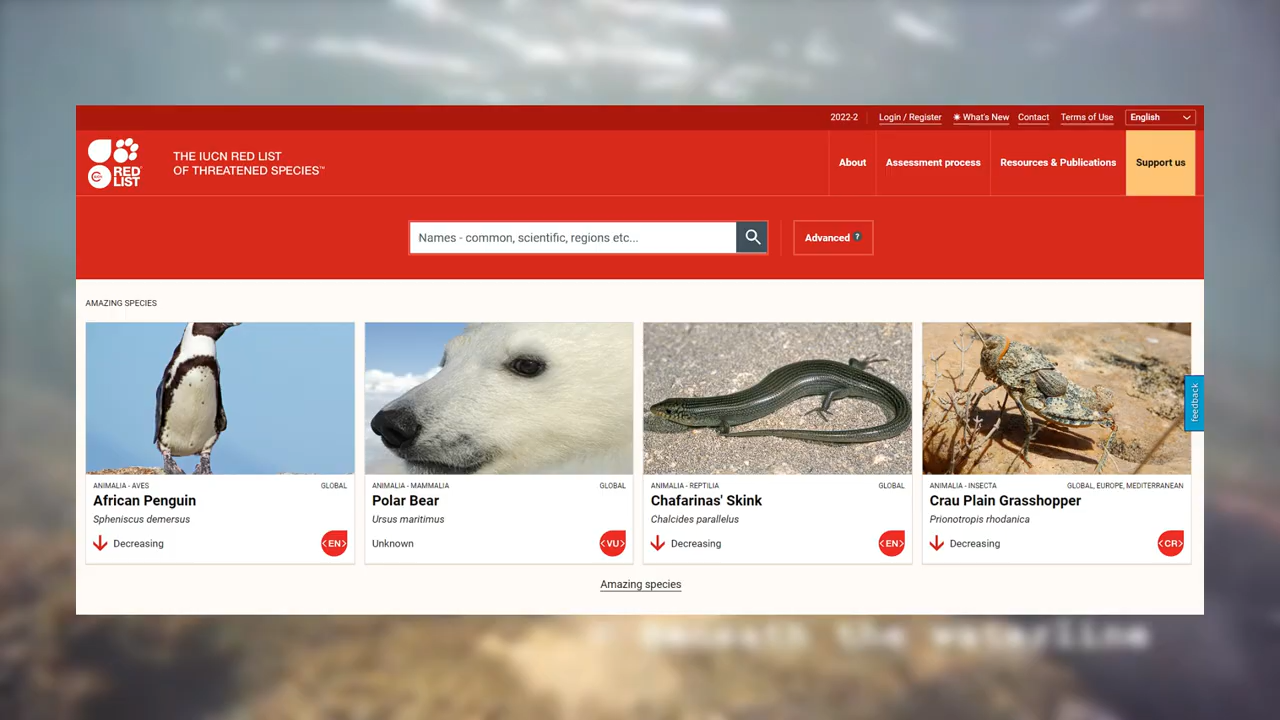 2022-2 Login / Register ✷ What's New Contact Terms of Use English
RED LIST
THE IUCN RED LIST
OF THREATENED SPECIES™
About Assessment process Resources & Publications Support us
Names - common, scientific, regions etc...
Advanced ?
AMAZING SPECIES
ANIMALIA - AVES GLOBAL
African Penguin
Spheniscus demersus
Decreasing <EN>
ANIMALIA - MAMMALIA GLOBAL
Polar Bear
Ursus maritimus
Unknown <VU>
ANIMALIA - REPTILIA GLOBAL
Chafarinas' Skink
Chalcides parallelus
Decreasing <EN>
ANIMALIA - INSECTA GLOBAL, EUROPE, MEDITERRANEAN
Crau Plain Grasshopper
Prionotropis rhodanica
Decreasing <CR>
feedback
Amazing species
Beneath the waterline